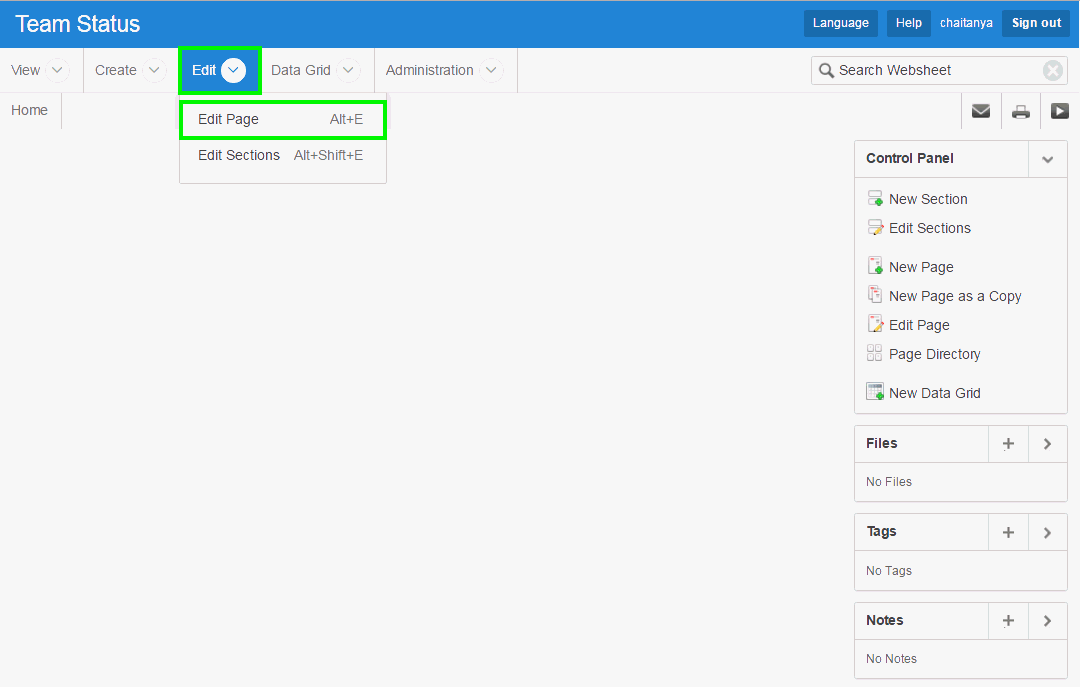 Team Status
Language Help chaitanya Sign out
View Create Edit Data Grid Administration
Search Websheet
Home
Edit Page Alt+E
Edit Sections Alt+Shift+E
Control Panel
New Section
Edit Sections
New Page
New Page as a Copy
Edit Page
Page Directory
New Data Grid
Files
No Files
Tags
No Tags
Notes
No Notes